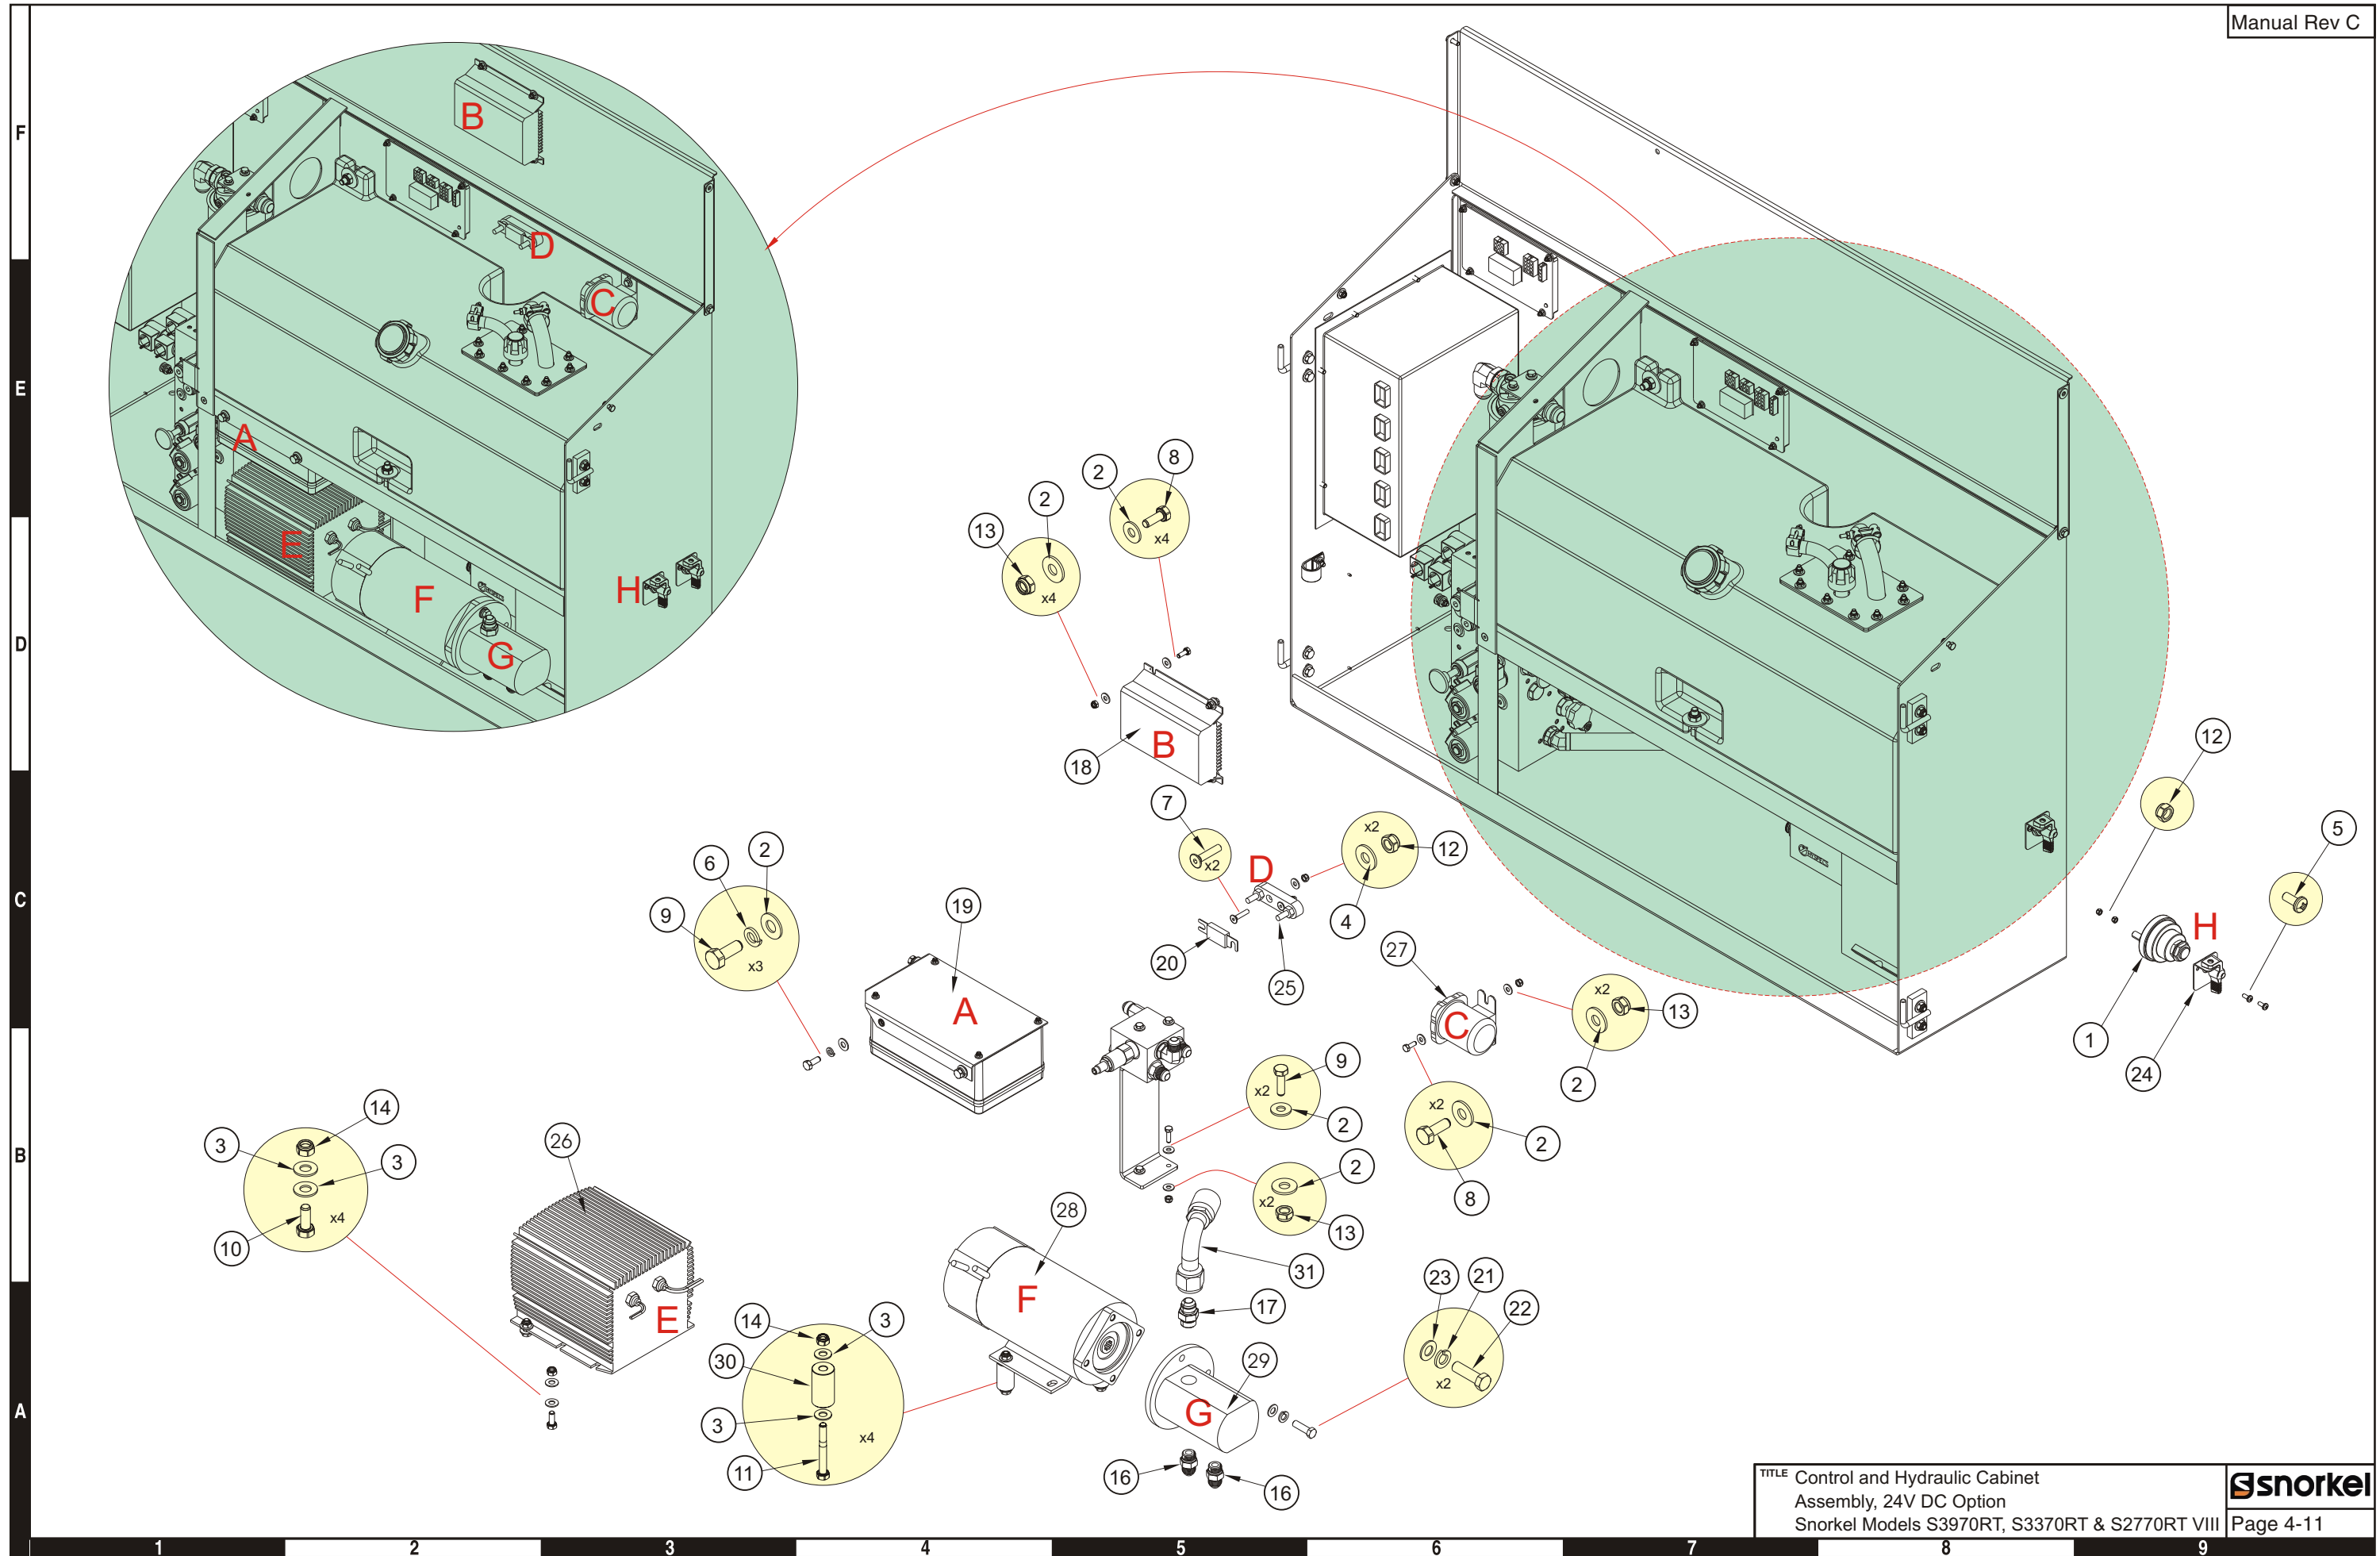 Manual Rev C
F
E
D
C
B
A
B
D
C
A
E
F
G
H
8
2
2
13
x4
x4
B
18
12
5
7
x2
D
x2
12
4
20
25
6
2
9
x3
19
A
27
C
x2
13
2
H
1
24
9
x2
2
x2
2
8
2
x2
13
14
3
3
10
x4
26
E
28
F
31
17
14
3
30
3
11
x4
23
21
22
x2
29
G
16
16
TITLE Control and Hydraulic Cabinet
Assembly, 24V DC Option
Snorkel Models S3970RT, S3370RT & S2770RT VIII
snorkel
Page 4-11
1 2 3 4 5 6 7 8 9